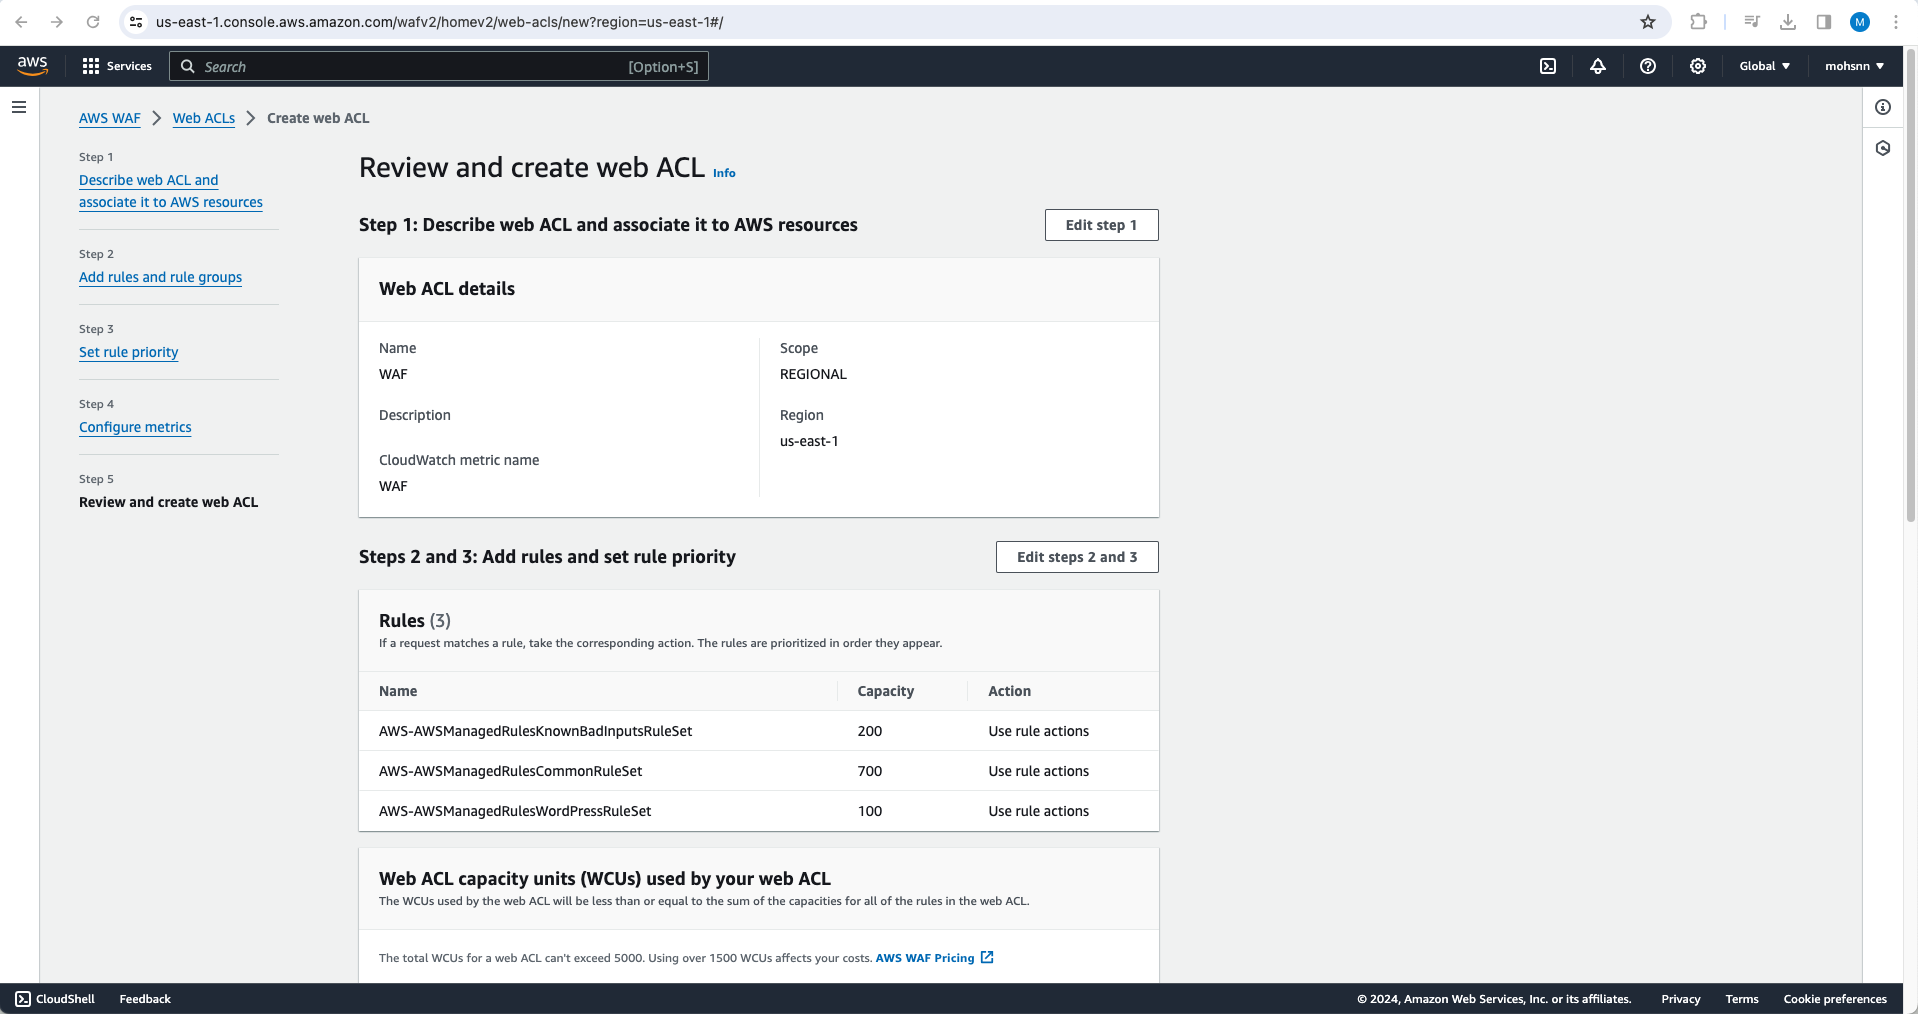 us-east-1.console.aws.amazon.com/wafv2/homev2/web-acls/new?region=us-east-1#/
M
aws
Services
Search
[Option+S]
Global
mohsnn
AWS WAF
Web ACLs
Create web ACL
Step 1
Describe web ACL and
associate it to AWS resources
Step 2
Add rules and rule groups
Step 3
Set rule priority
Step 4
Configure metrics
Step 5
Review and create web ACL
Review and create web ACL Info
Step 1: Describe web ACL and associate it to AWS resources
Edit step 1
Web ACL details
Name
WAF
Description
CloudWatch metric name
WAF
Scope
REGIONAL
Region
us-east-1
Steps 2 and 3: Add rules and set rule priority
Edit steps 2 and 3
Rules (3)
If a request matches a rule, take the corresponding action. The rules are prioritized in order they appear.
Name Capacity Action
AWS-AWSManagedRulesKnownBadInputsRuleSet 200 Use rule actions
AWS-AWSManagedRulesCommonRuleSet 700 Use rule actions
AWS-AWSManagedRulesWordPressRuleSet 100 Use rule actions
Web ACL capacity units (WCUs) used by your web ACL
The WCUs used by the web ACL will be less than or equal to the sum of the capacities for all of the rules in the web ACL.
The total WCUs for a web ACL can't exceed 5000. Using over 1500 WCUs affects your costs. AWS WAF Pricing
CloudShell
Feedback
© 2024, Amazon Web Services, Inc. or its affiliates.
Privacy
Terms
Cookie preferences